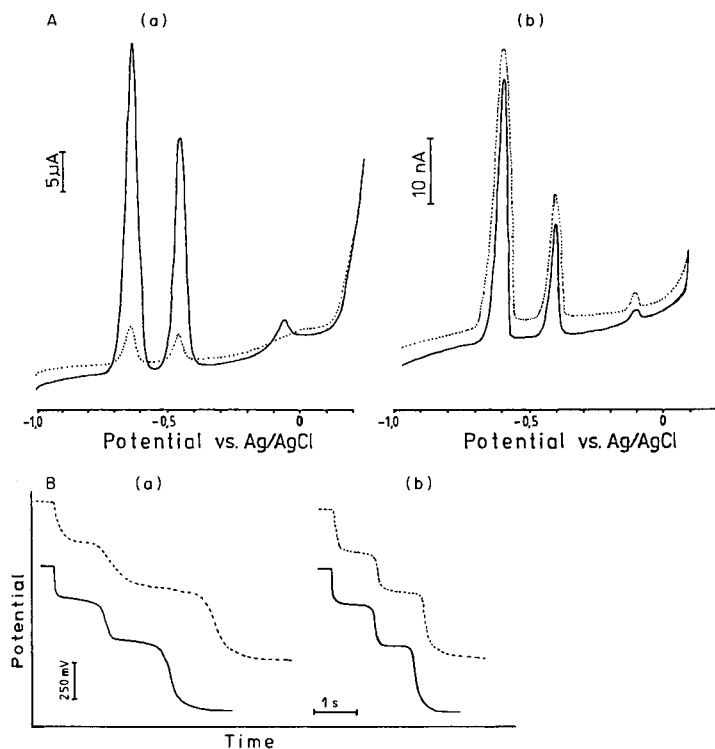 A
(a)
(b)
5μA
10 nA
-1,0
-0,5
0
-1,0
-0,5
0
Potential vs. Ag/AgCl
Potential vs. Ag/AgCl
B
(a)
(b)
Potential
250 mV
1 s
Time